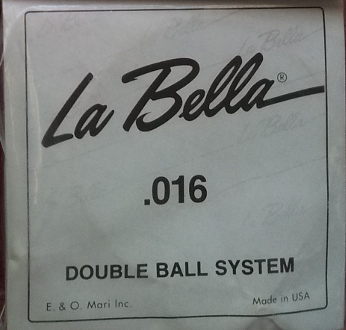 La Bella®
.016
DOUBLE BALL SYSTEM
E. & O. Mari Inc. Made in USA